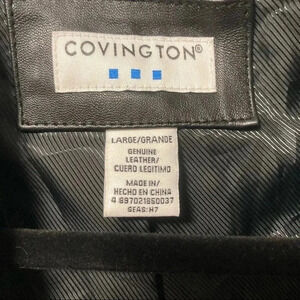 COVINGTON®
LARGE/GRANDE
GENUINE
LEATHER/
CUERO LEGITIMO
MADE IN/
HECHO EN CHINA
4 897021850037
SEAS: H7